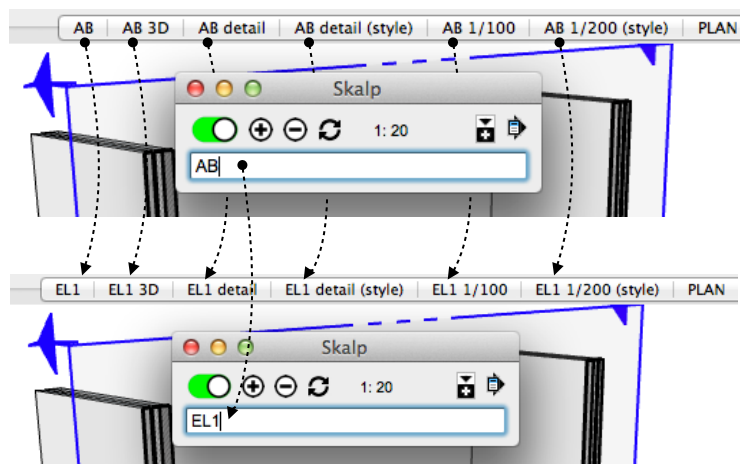 AB AB 3D AB detail AB detail (style) AB 1/100 AB 1/200 (style) PLAN
Skalp
1: 20
AB
EL1 EL1 3D EL1 detail EL1 detail (style) EL1 1/100 EL1 1/200 (style) PLAN
Skalp
1: 20
EL1